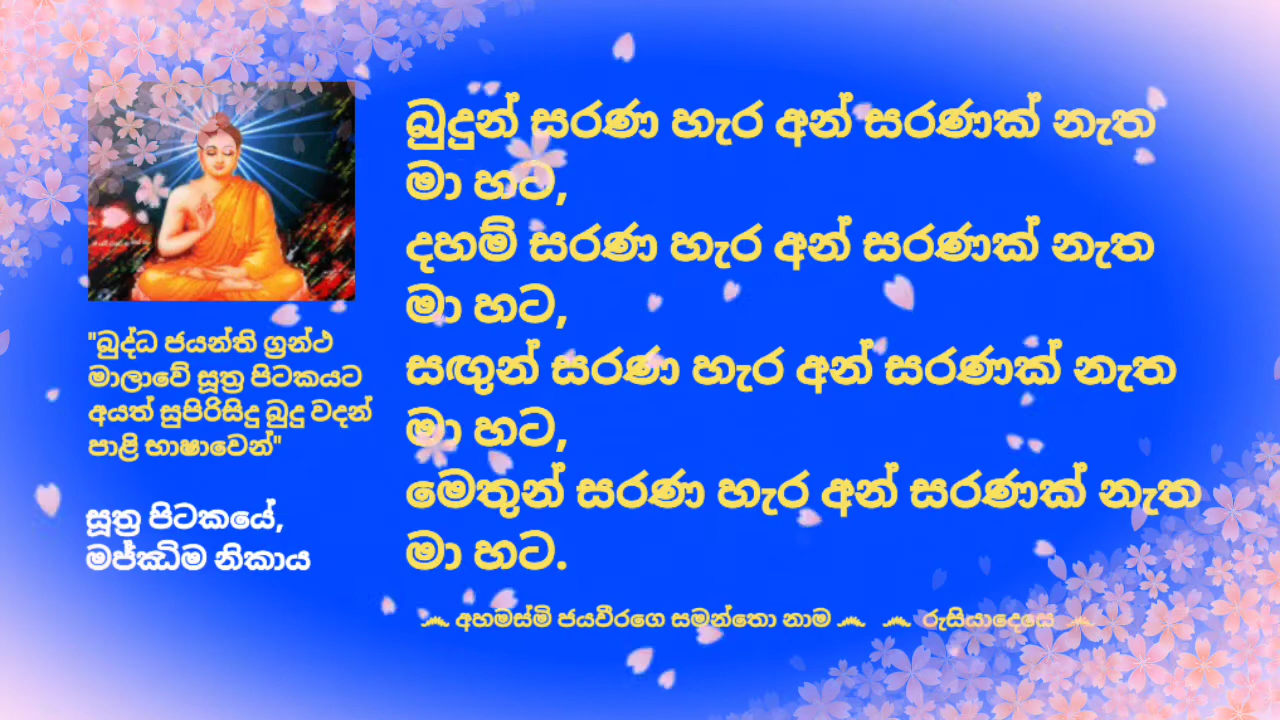 බුදුන් සරණ හැර අන් සරණක් නැත
මා හට,
දහම් සරණ හැර අන් සරණක් නැත
මා හට,
සඟුන් සරණ හැර අන් සරණක් නැත
මා හට,
මෙතුන් සරණ හැර අන් සරණක් නැත
මා හට.
"බුද්ධ ජයන්ති ග්‍රන්ථ
මාලාවේ සූත්‍ර පිටකයට
අයත් සුපිරිසිදු බුදු වදන්
පාළි භාෂාවෙන්"
සූත්‍ර පිටකයේ,
මජ්ඣිම නිකාය
෴ අහමස්මි ජයවීරගෙ සමන්තො නාම ෴ ෴ රුසියාදෙසෙ ෴